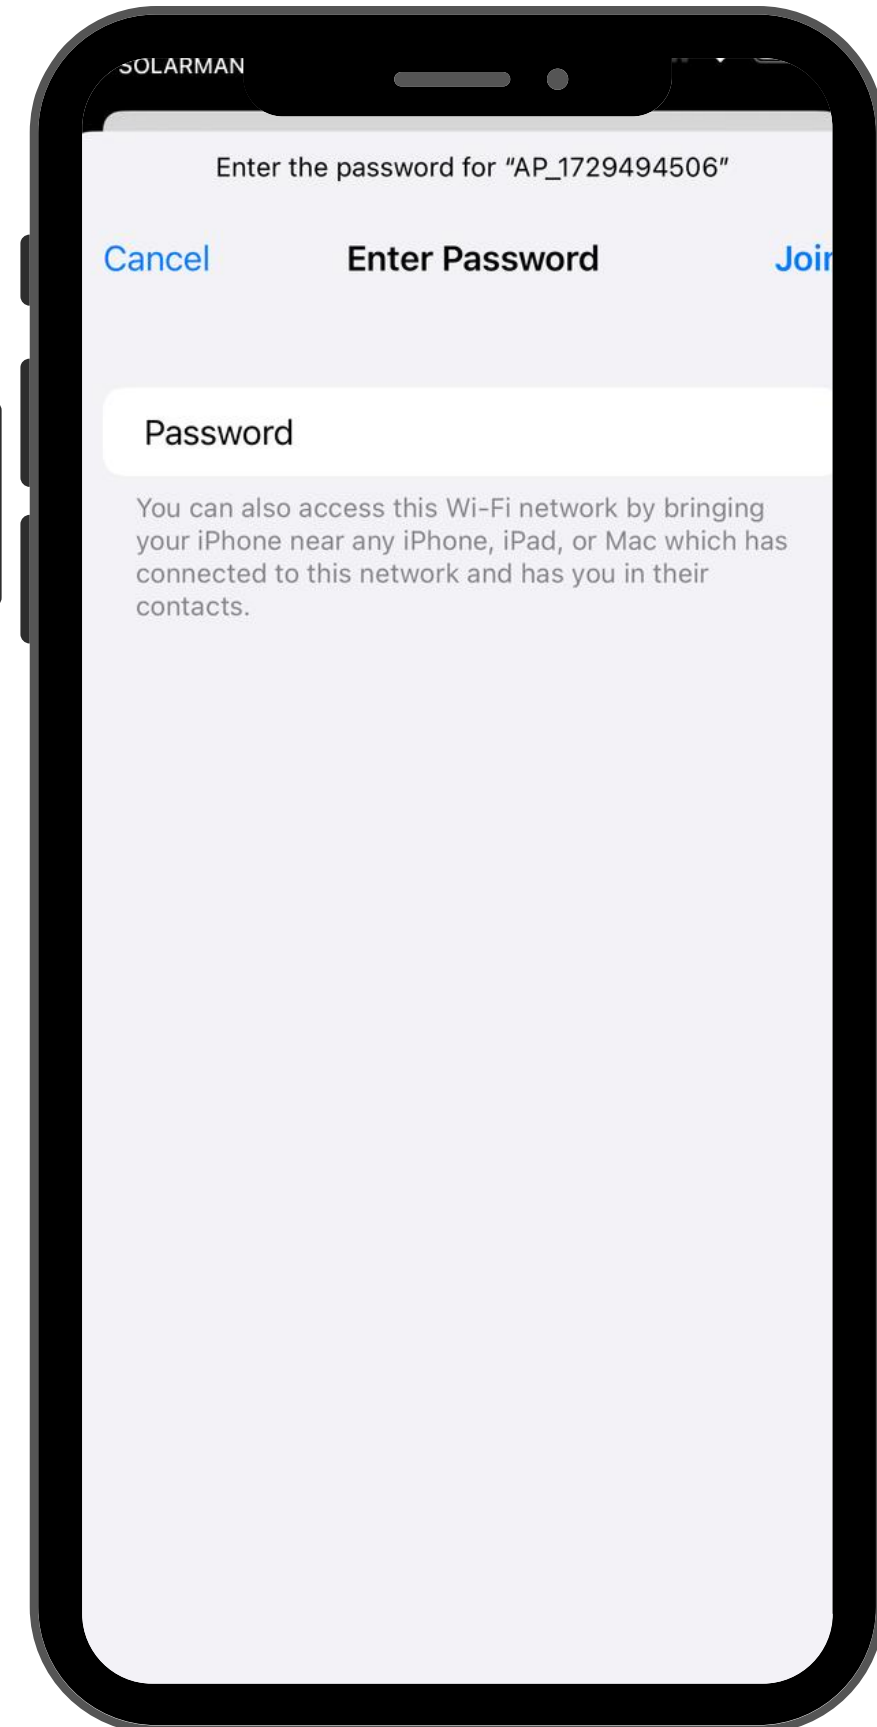 SOLARMAN
Enter the password for “AP_1729494506”
Cancel Enter Password Join
Password
You can also access this Wi-Fi network by bringing
your iPhone near any iPhone, iPad, or Mac which has
connected to this network and has you in their
contacts.